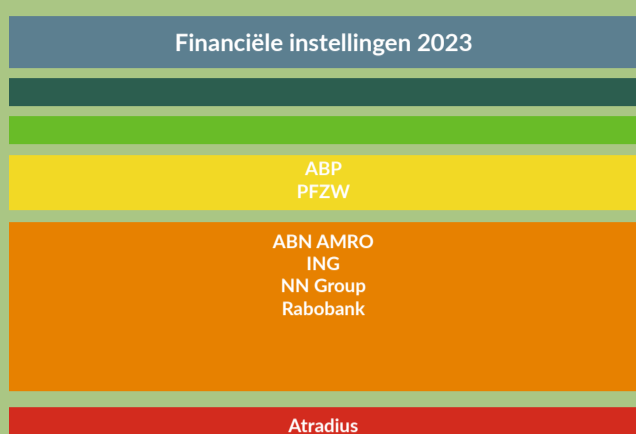 Financiële instellingen 2023
ABP
PFZW
ABN AMRO
ING
NN Group
Rabobank
Atradius